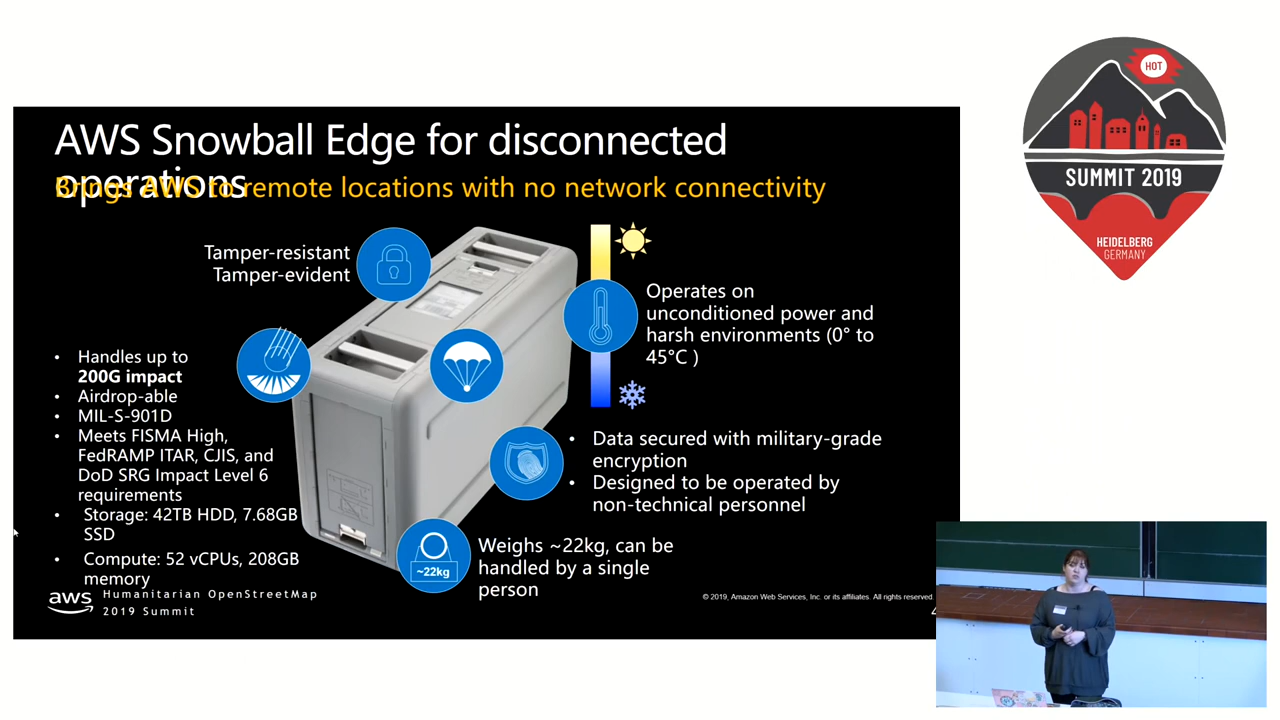 AWS Snowball Edge for disconnected
operations
Brings AWS to remote locations with no network connectivity
Tamper-resistant
Tamper-evident
Operates on
unconditioned power and
harsh environments (0° to
45°C )
• Handles up to
200G impact
• Airdrop-able
• MIL-S-901D
• Meets FISMA High,
FedRAMP ITAR, CJIS, and
DoD SRG Impact Level 6
requirements
• Storage: 42TB HDD, 7.68GB
SSD
• Compute: 52 vCPUs, 208GB
memory
• Data secured with military-grade
encryption
• Designed to be operated by
non-technical personnel
~22kg
Weighs ~22kg, can be
handled by a single
person
aws
Humanitarian OpenStreetMap
2019 Summit
© 2019, Amazon Web Services, Inc. or its affiliates. All rights reserved.
HOT
SUMMIT 2019
HEIDELBERG
GERMANY